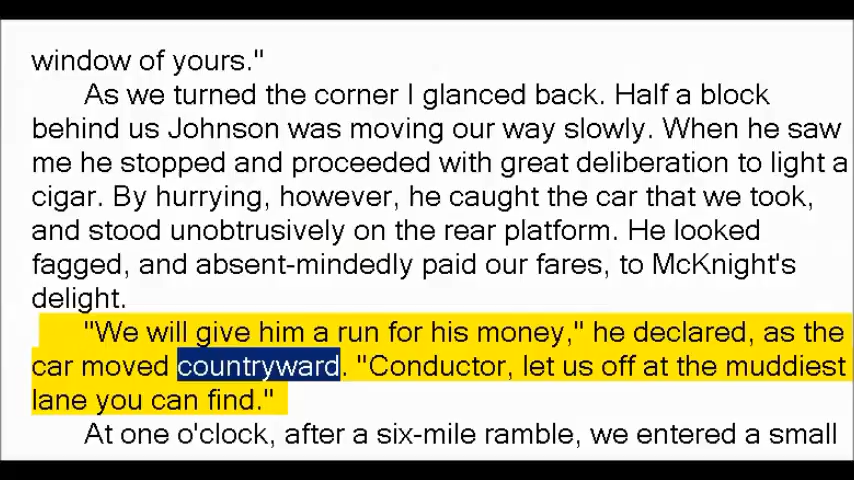 window of yours."
As we turned the corner I glanced back. Half a block
behind us Johnson was moving our way slowly. When he saw
me he stopped and proceeded with great deliberation to light a
cigar. By hurrying, however, he caught the car that we took,
and stood unobtrusively on the rear platform. He looked
fagged, and absent-mindedly paid our fares, to McKnight's
delight.
"We will give him a run for his money," he declared, as the
car moved countryward. "Conductor, let us off at the muddiest
lane you can find."
At one o'clock, after a six-mile ramble, we entered a small